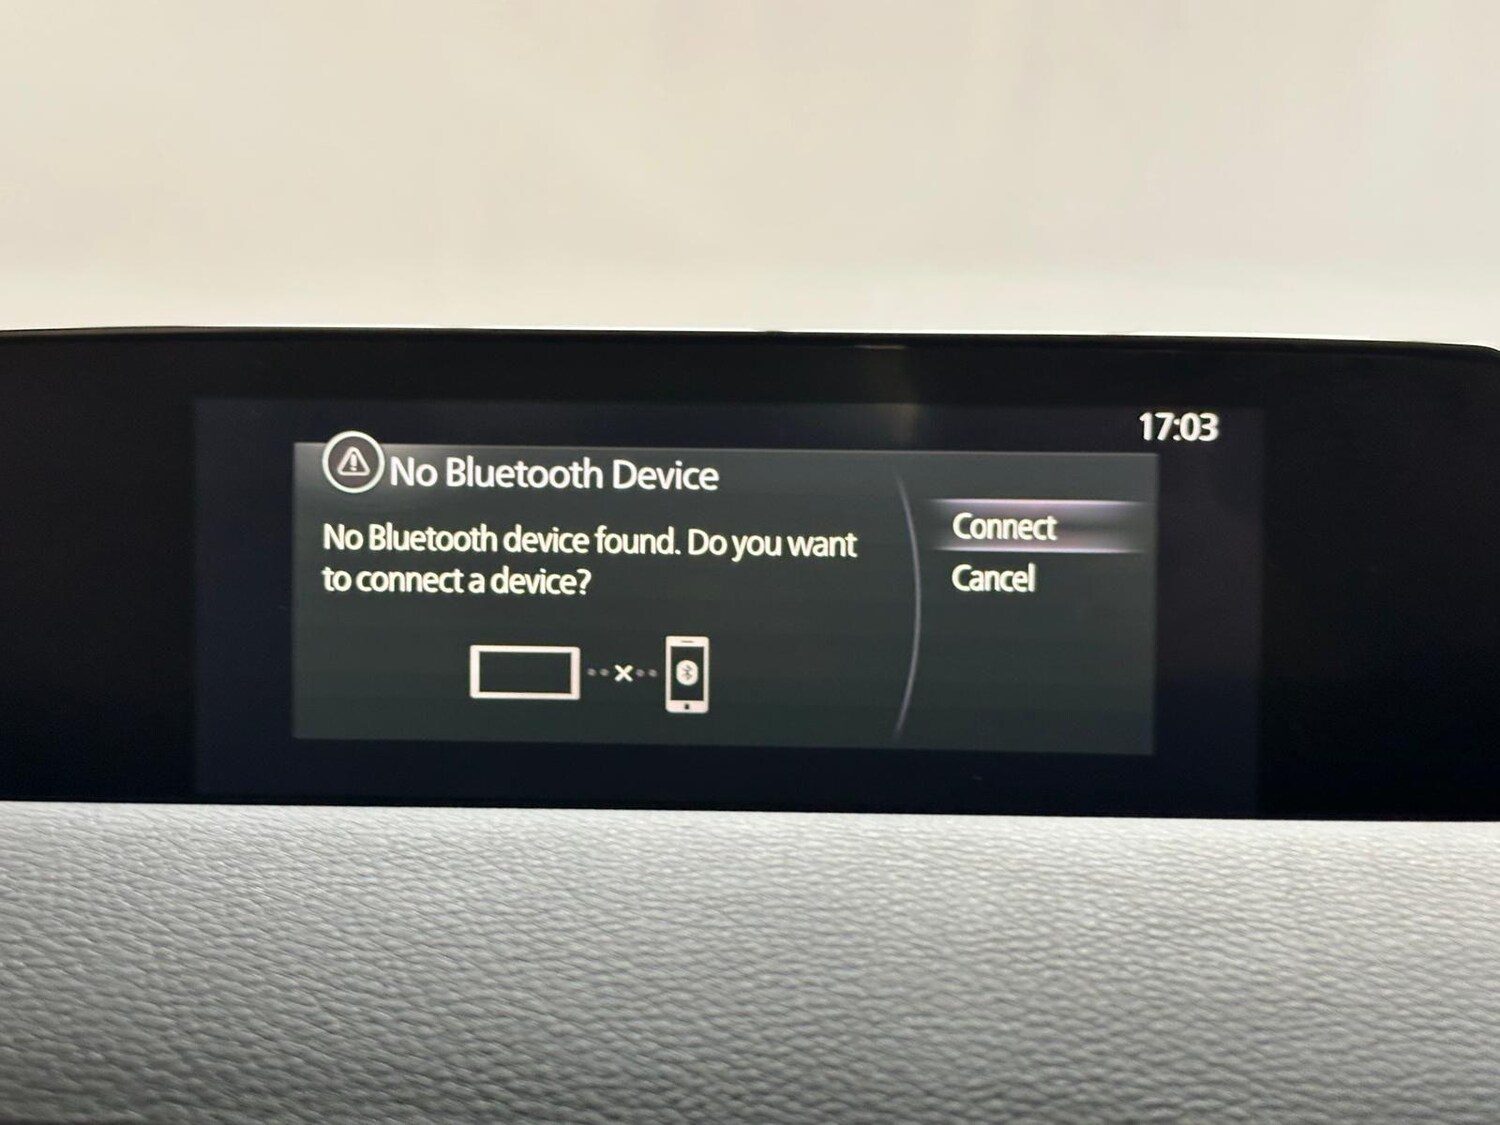 17:03
No Bluetooth Device
No Bluetooth device found. Do you want
to connect a device?
Connect
Cancel